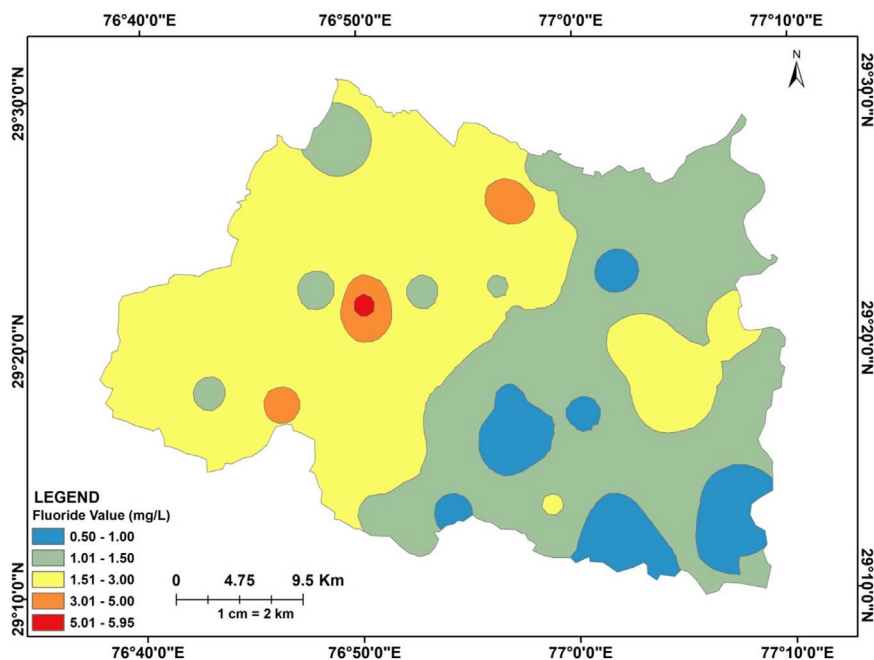 76°40'0"E 76°50'0"E 77°0'0"E 77°10'0"E
N
29°30'0"N
29°30'0"N
29°20'0"N
29°20'0"N
29°10'0"N
29°10'0"N
LEGEND
Fluoride Value (mg/L)
0.50 - 1.00
1.01 - 1.50
1.51 - 3.00
3.01 - 5.00
5.01 - 5.95
0 4.75 9.5 Km
1 cm = 2 km
76°40'0"E 76°50'0"E 77°0'0"E 77°10'0"E